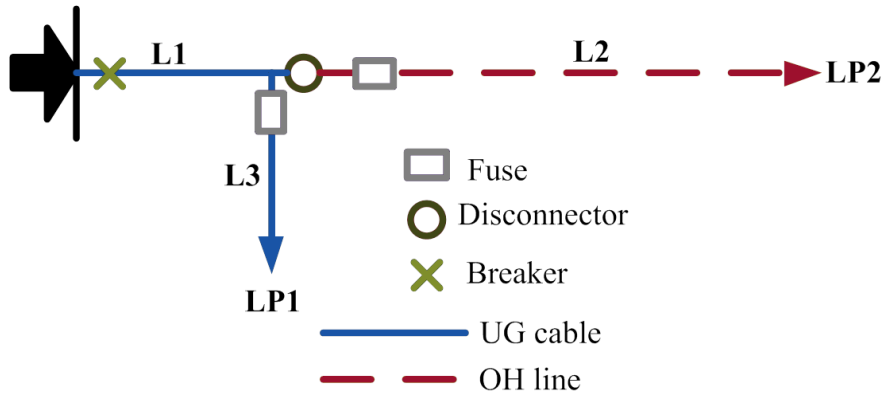 L1
L2
LP2
L3
LP1
Fuse
Disconnector
Breaker
UG cable
OH line